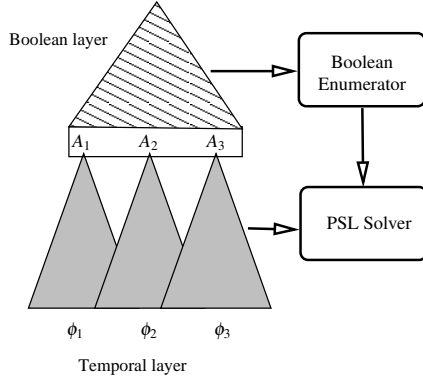 Boolean layer
Boolean
Enumerator
A1 A2 A3
PSL Solver
ϕ1 ϕ2 ϕ3
Temporal layer